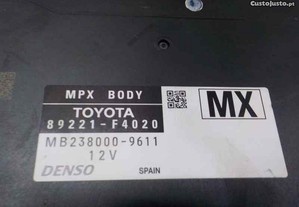 CustoJusto.pt
MPX BODY
TOYOTA
89221-F4020
MB238000-9611
12V
DENSO
SPAIN
MX